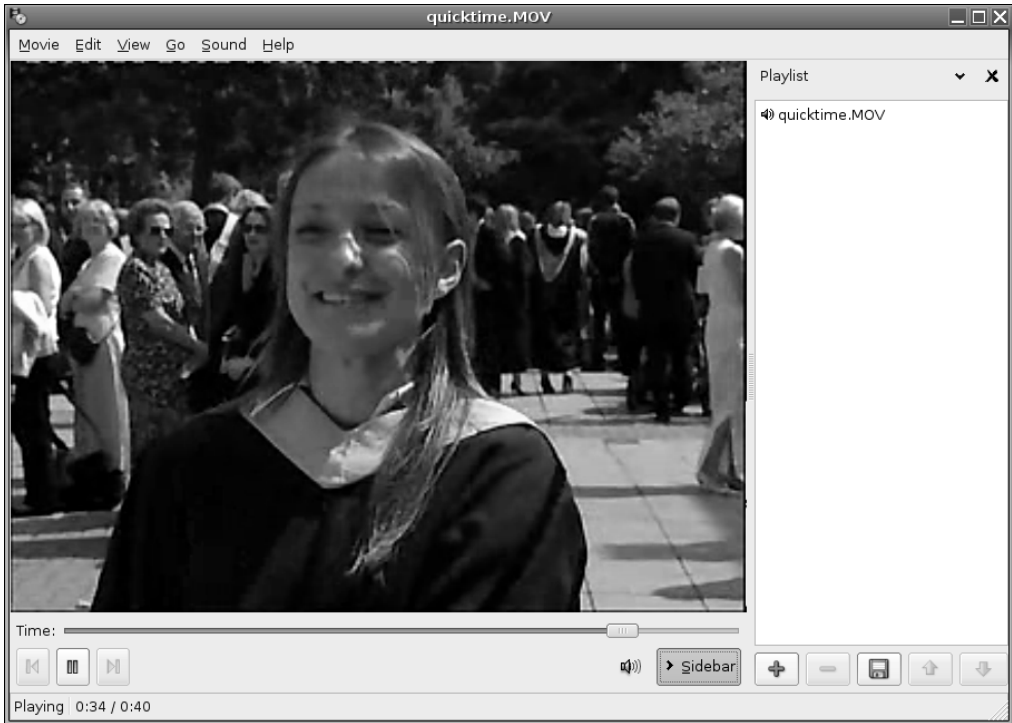 quicktime.MOV
Movie Edit View Go Sound Help
Playlist
quicktime.MOV
Time:
Sidebar
Playing 0:34 / 0:40